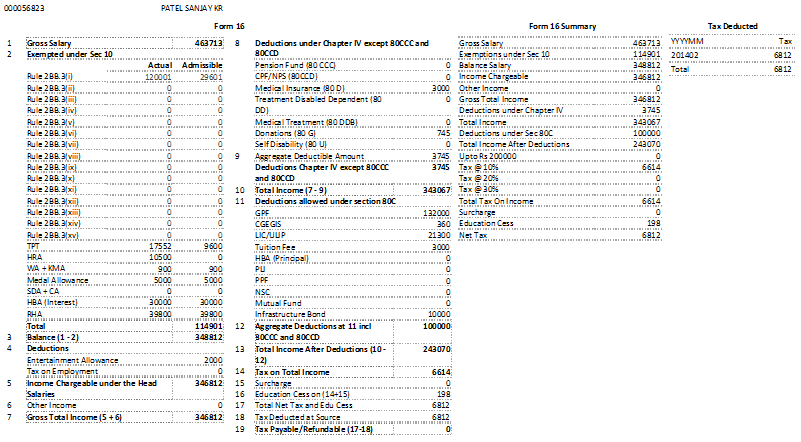 000056823 PATEL SANJAY KR
Form 16
1 Gross Salary 463713
2 Exempted under Sec 10
Actual Admissible
Rule 2BB.3(i) 120001 29601
Rule 2BB.3(ii) 0 0
Rule 2BB.3(iii) 0 0
Rule 2BB.3(iv) 0 0
Rule 2BB.3(v) 0 0
Rule 2BB.3(vi) 0 0
Rule 2BB.3(vii) 0 0
Rule 2BB.3(viii) 0 0
Rule 2BB.3(ix) 0 0
Rule 2BB.3(x) 0 0
Rule 2BB.3(xi) 0 0
Rule 2BB.3(xii) 0 0
Rule 2BB.3(xiii) 0 0
Rule 2BB.3(xiv) 0 0
Rule 2BB.3(xv) 0 0
TPT 17552 9600
HRA 10500 0
WA + KMA 900 900
Medal Allowance 5000 5000
SDA + CA 0 0
HBA (Interest) 30000 30000
RHA 39800 39800
Total 114901
3 Balance (1 - 2) 348812
4 Deductions
Entertainment Allowance 2000
Tax on Employment 0
5 Income Chargeable under the Head 346812
Salaries
6 Other Income 0
7 Gross Total Income (5 + 6) 346812
8 Deductions under Chapter IV except 80CCC and
80CCD
Pension Fund (80 CCC) 0
CPF/NPS (80CCD) 0
Medical Insurance (80 D) 3000
Treatment Disabled Dependent (80 0
DD)
Medical Treatment (80 DDB) 0
Donations (80 G) 745
Self Disability (80 U) 0
9 Aggregate Deductible Amount 3745
Deductions Chapter IV except 80CCC 3745
and 80CCD
10 Total Income (7 - 9) 343067
11 Deductions allowed under section 80C
GPF 132000
CGEGIS 360
LIC/ULIP 21300
Tuition Fee 3000
HBA (Principal) 0
PLI 0
PPF 0
NSC 0
Mutual Fund 0
Infrastructure Bond 10000
12 Aggregate Deductions at 11 incl 100000
80CCC and 80CCD
13 Total Income After Deductions (10 - 243070
12)
14 Tax on Total Income 6614
15 Surcharge 0
16 Education Cess on (14+15) 198
17 Total Net Tax and Edu Cess 6812
18 Tax Deducted at Source 6812
19 Tax Payable/Refundable (17-18) 0
Form 16 Summary
Gross Salary 463713
Exemptions under Sec 10 114901
Balance Salary 348812
Income Chargeable 346812
Other Income 0
Gross Total Income 346812
Deductions under Chapter IV 3745
Total Income 343067
Deductions under Sec 80C 100000
Total Income After Deductions 243070
Upto Rs 200000 0
Tax @ 10% 6614
Tax @ 20% 0
Tax @ 30% 0
Total Tax On Income 6614
Surcharge 0
Education Cess 198
Net Tax 6812
Tax Deducted
YYYYMM Tax
201402 6812
Total 6812